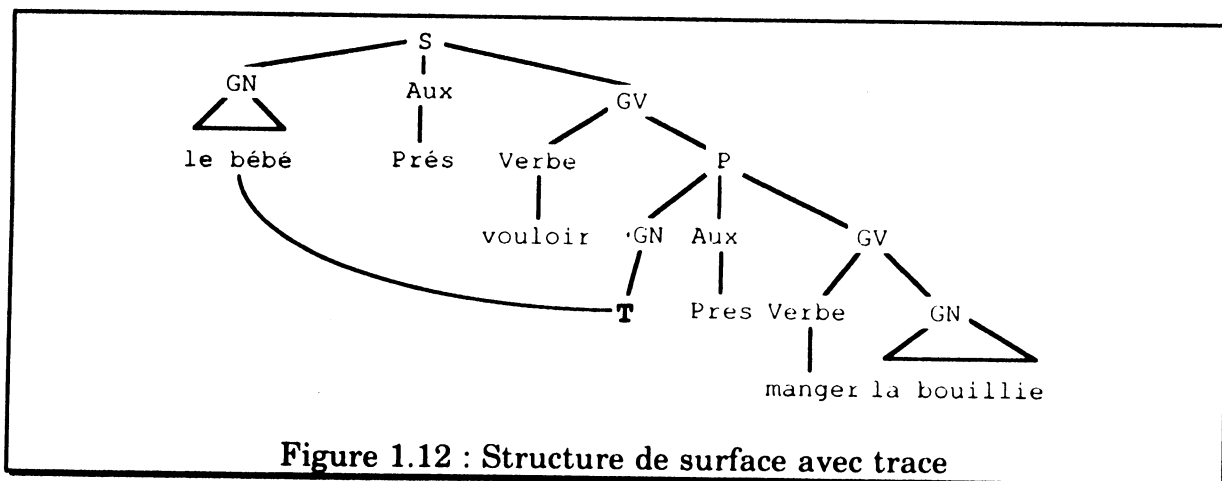 S
GN Aux GV
le bébé Prés Verbe P
vouloir GN Aux GV
T Pres Verbe GN
manger la bouillie
Figure 1.12 : Structure de surface avec trace